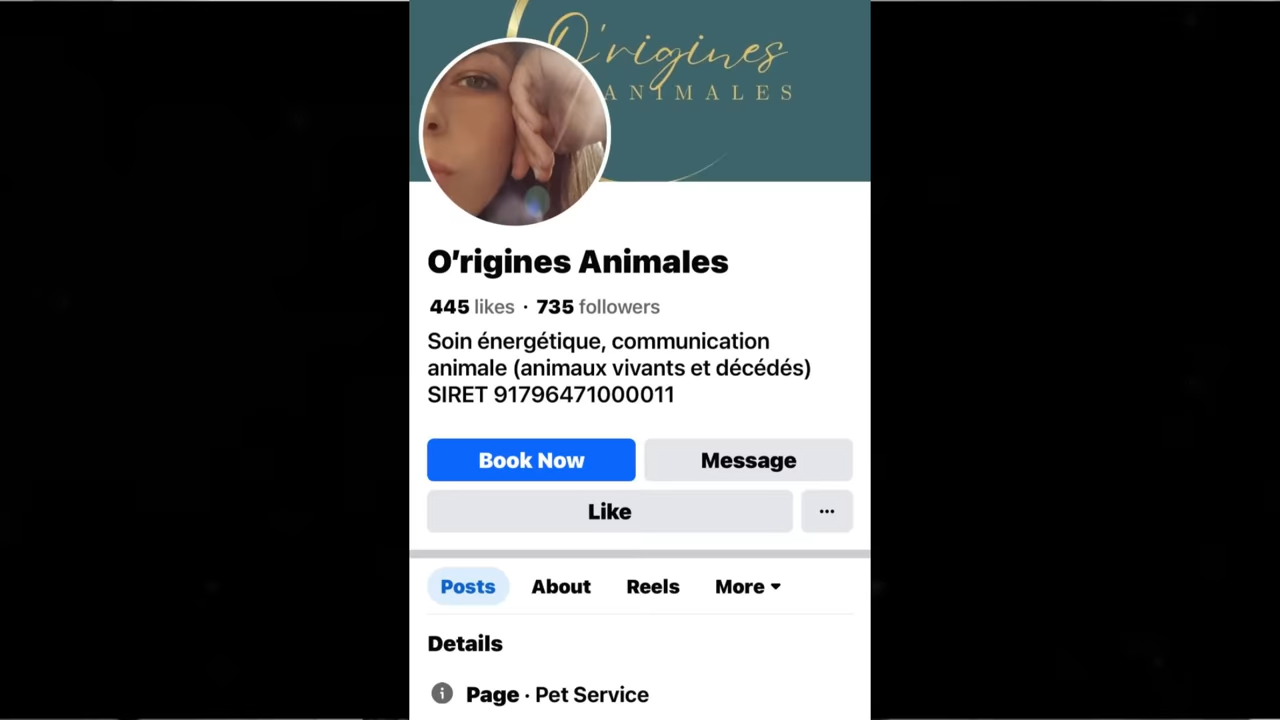 O'rigines
ANIMALES
O'rigines Animales
445 likes · 735 followers
Soin énergétique, communication
animale (animaux vivants et décédés)
SIRET 91796471000011
Book Now
Message
Like
Posts
About
Reels
More
Details
Page · Pet Service